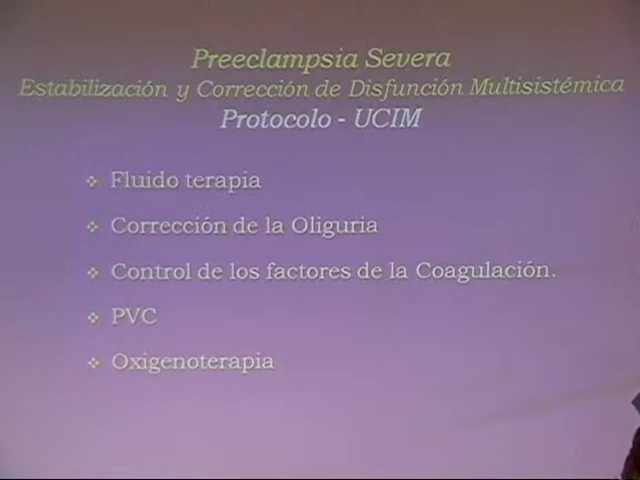 Preeclampsia Severa
Estabilización y Corrección de Disfunción Multisistémica
Protocolo - UCIM
Fluido terapia
Corrección de la Oliguria
Control de los factores de la Coagulación.
PVC
Oxigenoterapia